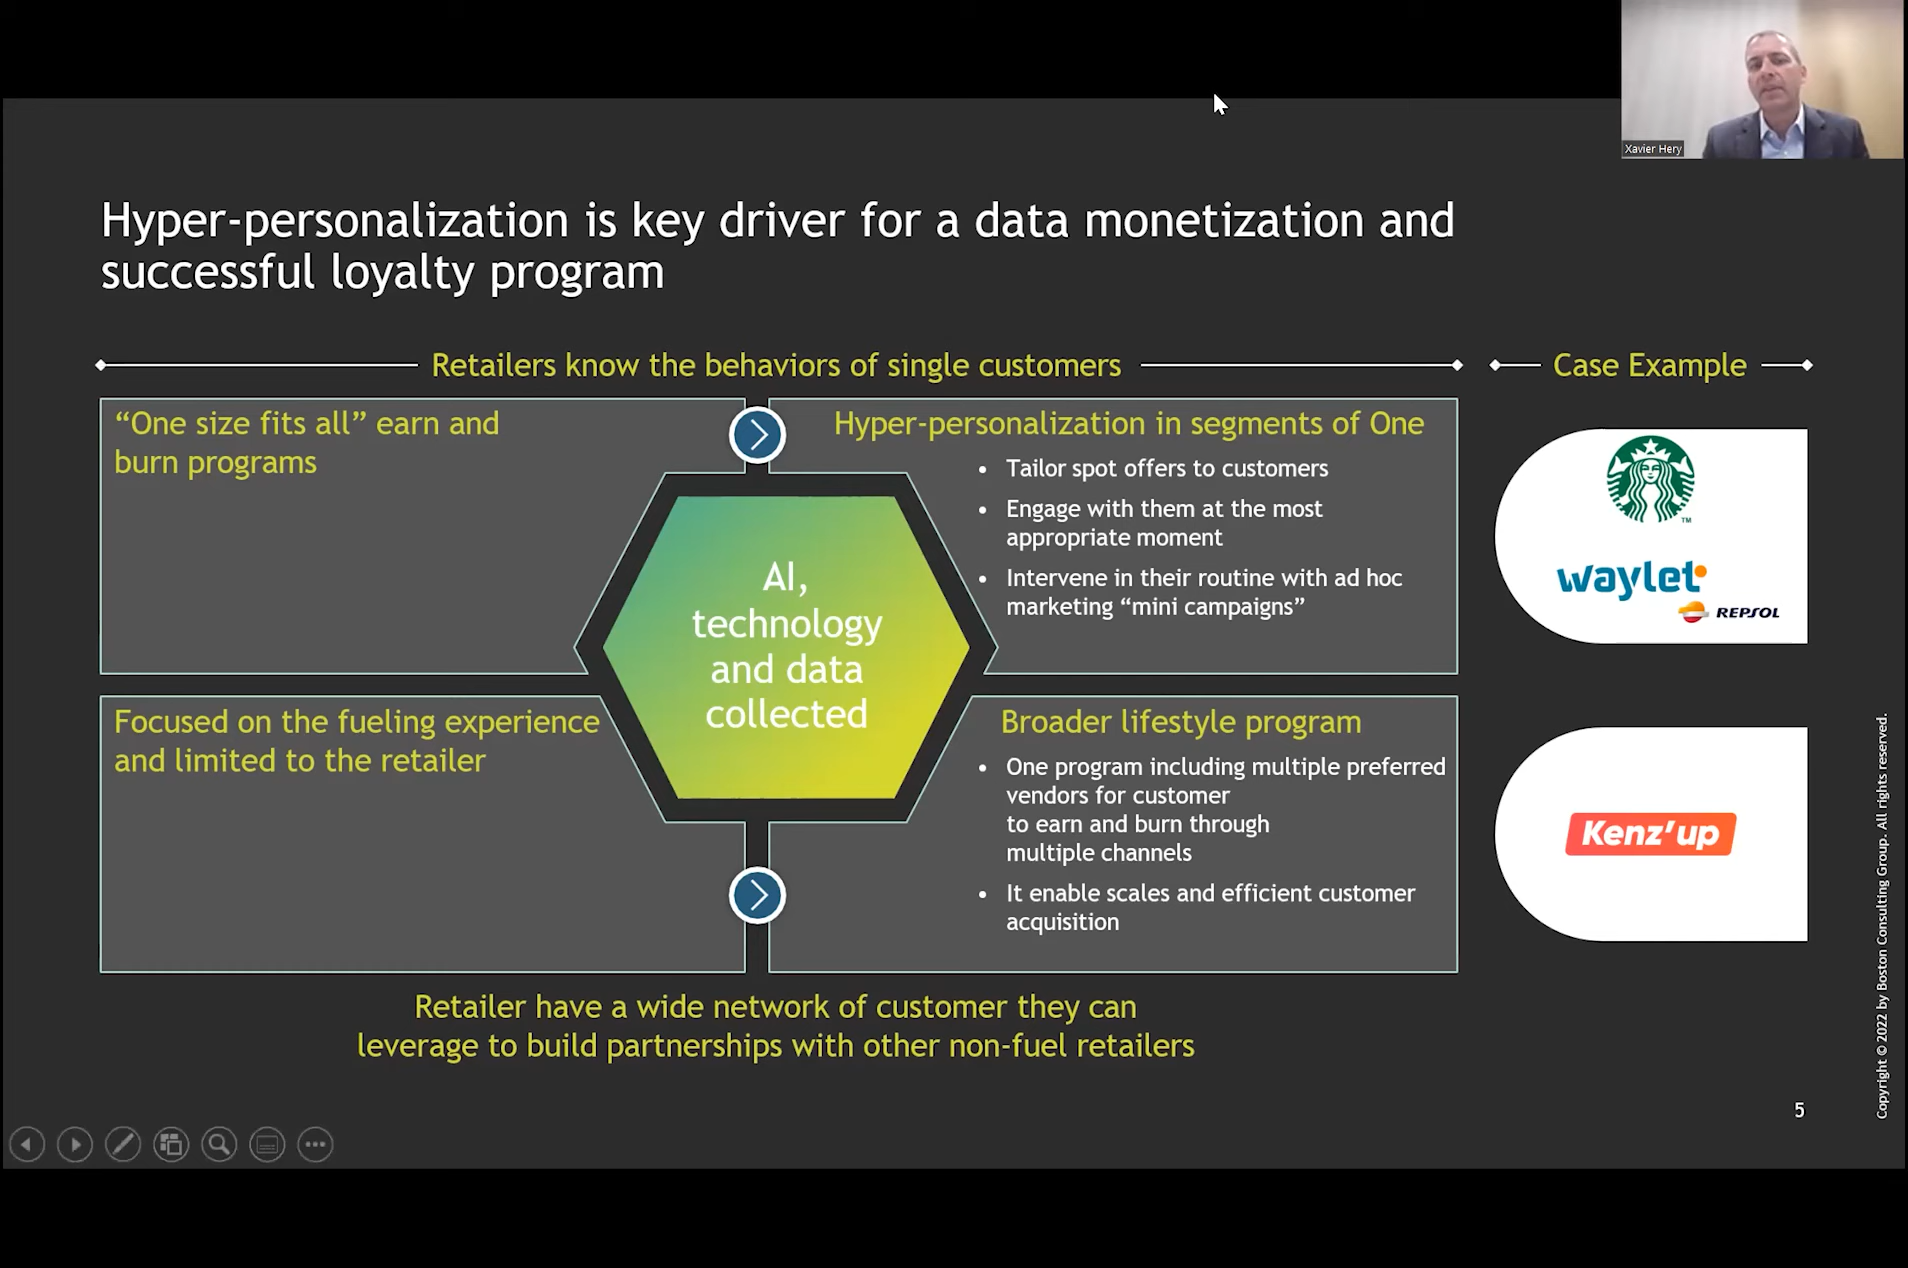 Xavier Hery
Hyper-personalization is key driver for a data monetization and
successful loyalty program
Retailers know the behaviors of single customers
Case Example
“One size fits all” earn and
burn programs
Hyper-personalization in segments of One
• Tailor spot offers to customers
• Engage with them at the most
appropriate moment
• Intervene in their routine with ad hoc
marketing “mini campaigns”
AI,
technology
and data
collected
TM
waylet
REPSOL
Focused on the fueling experience
and limited to the retailer
Broader lifestyle program
• One program including multiple preferred
vendors for customer
to earn and burn through
multiple channels
• It enable scales and efficient customer
acquisition
Kenz’up
Retailer have a wide network of customer they can
leverage to build partnerships with other non-fuel retailers
5
Copyright © 2022 by Boston Consulting Group. All rights reserved.